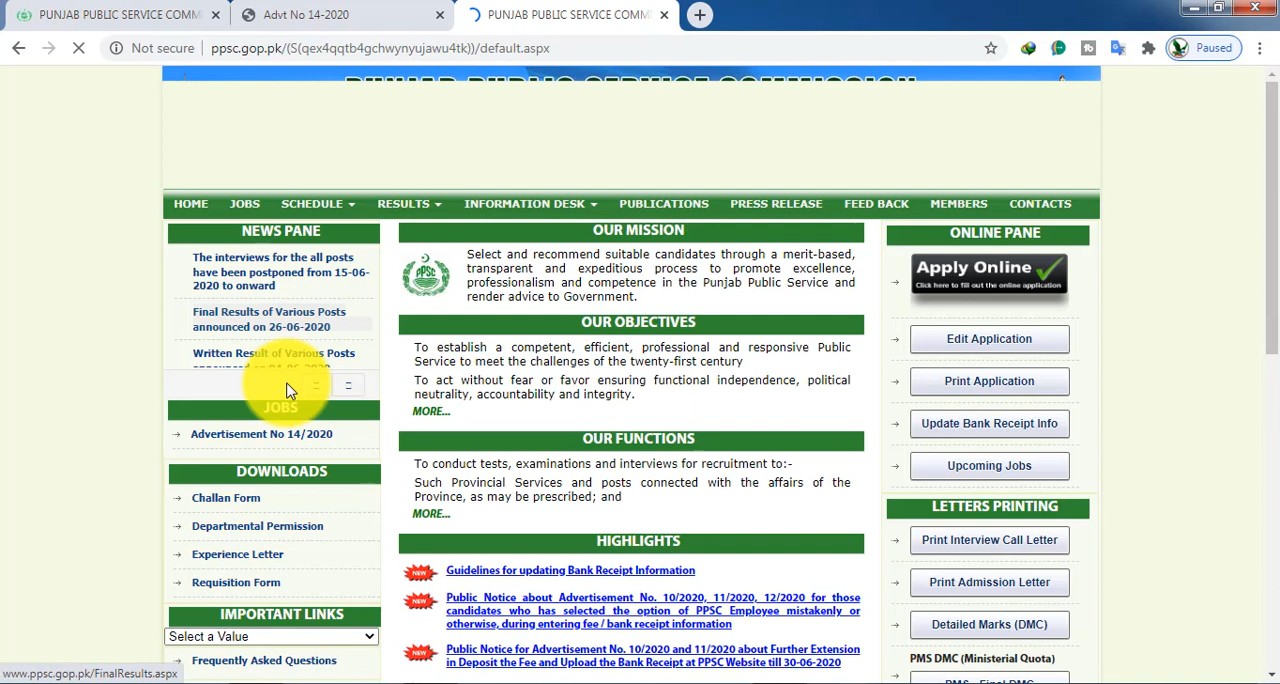 PUNJAB PUBLIC SERVICE COMM
Advt No 14-2020
PUNJAB PUBLIC SERVICE COMM
Not secure
ppsc.gop.pk/(S(qex4qqtb4gchwynyujawu4tk))/default.aspx
Paused
PUNJAB PUBLIC SERVICE COMMISSION
HOME JOBS SCHEDULE RESULTS INFORMATION DESK PUBLICATIONS PRESS RELEASE FEED BACK MEMBERS CONTACTS
NEWS PANE
The interviews for the all posts
have been postponed from 15-06-
2020 to onward
Final Results of Various Posts
announced on 26-06-2020
Written Result of Various Posts
announced on 04-06-2020
JOBS
Advertisement No 14/2020
DOWNLOADS
Challan Form
Departmental Permission
Experience Letter
Requisition Form
IMPORTANT LINKS
Select a Value
Frequently Asked Questions
www.ppsc.gop.pk/FinalResults.aspx
OUR MISSION
PPSC
Select and recommend suitable candidates through a merit-based,
transparent and expeditious process to promote excellence,
professionalism and competence in the Punjab Public Service and
render advice to Government.
OUR OBJECTIVES
To establish a competent, efficient, professional and responsive Public
Service to meet the challenges of the twenty-first century
To act without fear or favor ensuring functional independence, political
neutrality, accountability and integrity.
MORE...
OUR FUNCTIONS
To conduct tests, examinations and interviews for recruitment to:-
Such Provincial Services and posts connected with the affairs of the
Province, as may be prescribed; and
MORE...
HIGHLIGHTS
NEW Guidelines for updating Bank Receipt Information
NEW Public Notice about Advertisement No. 10/2020, 11/2020, 12/2020 for those
candidates who has selected the option of PPSC Employee mistakenly or
otherwise, during entering fee / bank receipt information
NEW Public Notice for Advertisement No. 10/2020 and 11/2020 about Further Extension
in Deposit the Fee and Upload the Bank Receipt at PPSC Website till 30-06-2020
ONLINE PANE
Apply Online
Click here to fill out the online application
Edit Application
Print Application
Update Bank Receipt Info
Upcoming Jobs
LETTERS PRINTING
Print Interview Call Letter
Print Admission Letter
Detailed Marks (DMC)
PMS DMC (Ministerial Quota)
PMS - Final DMC